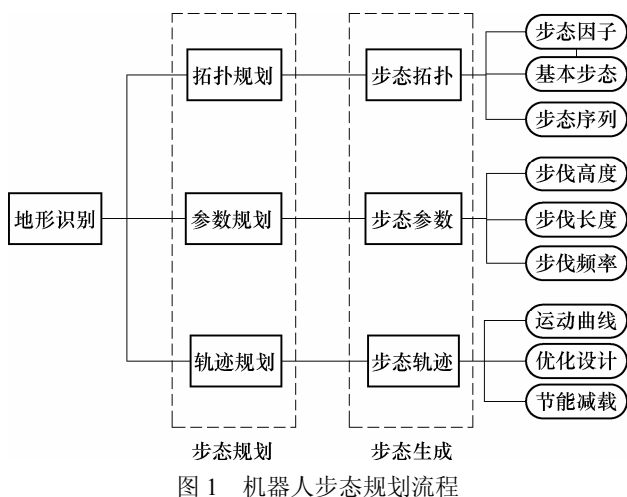 步态因子
拓扑规划
步态拓扑
基本步态
步态序列
步伐高度
地形识别
参数规划
步态参数
步伐长度
步伐频率
运动曲线
轨迹规划
步态轨迹
优化设计
节能减载
步态规划
步态生成
图 1 机器人步态规划流程